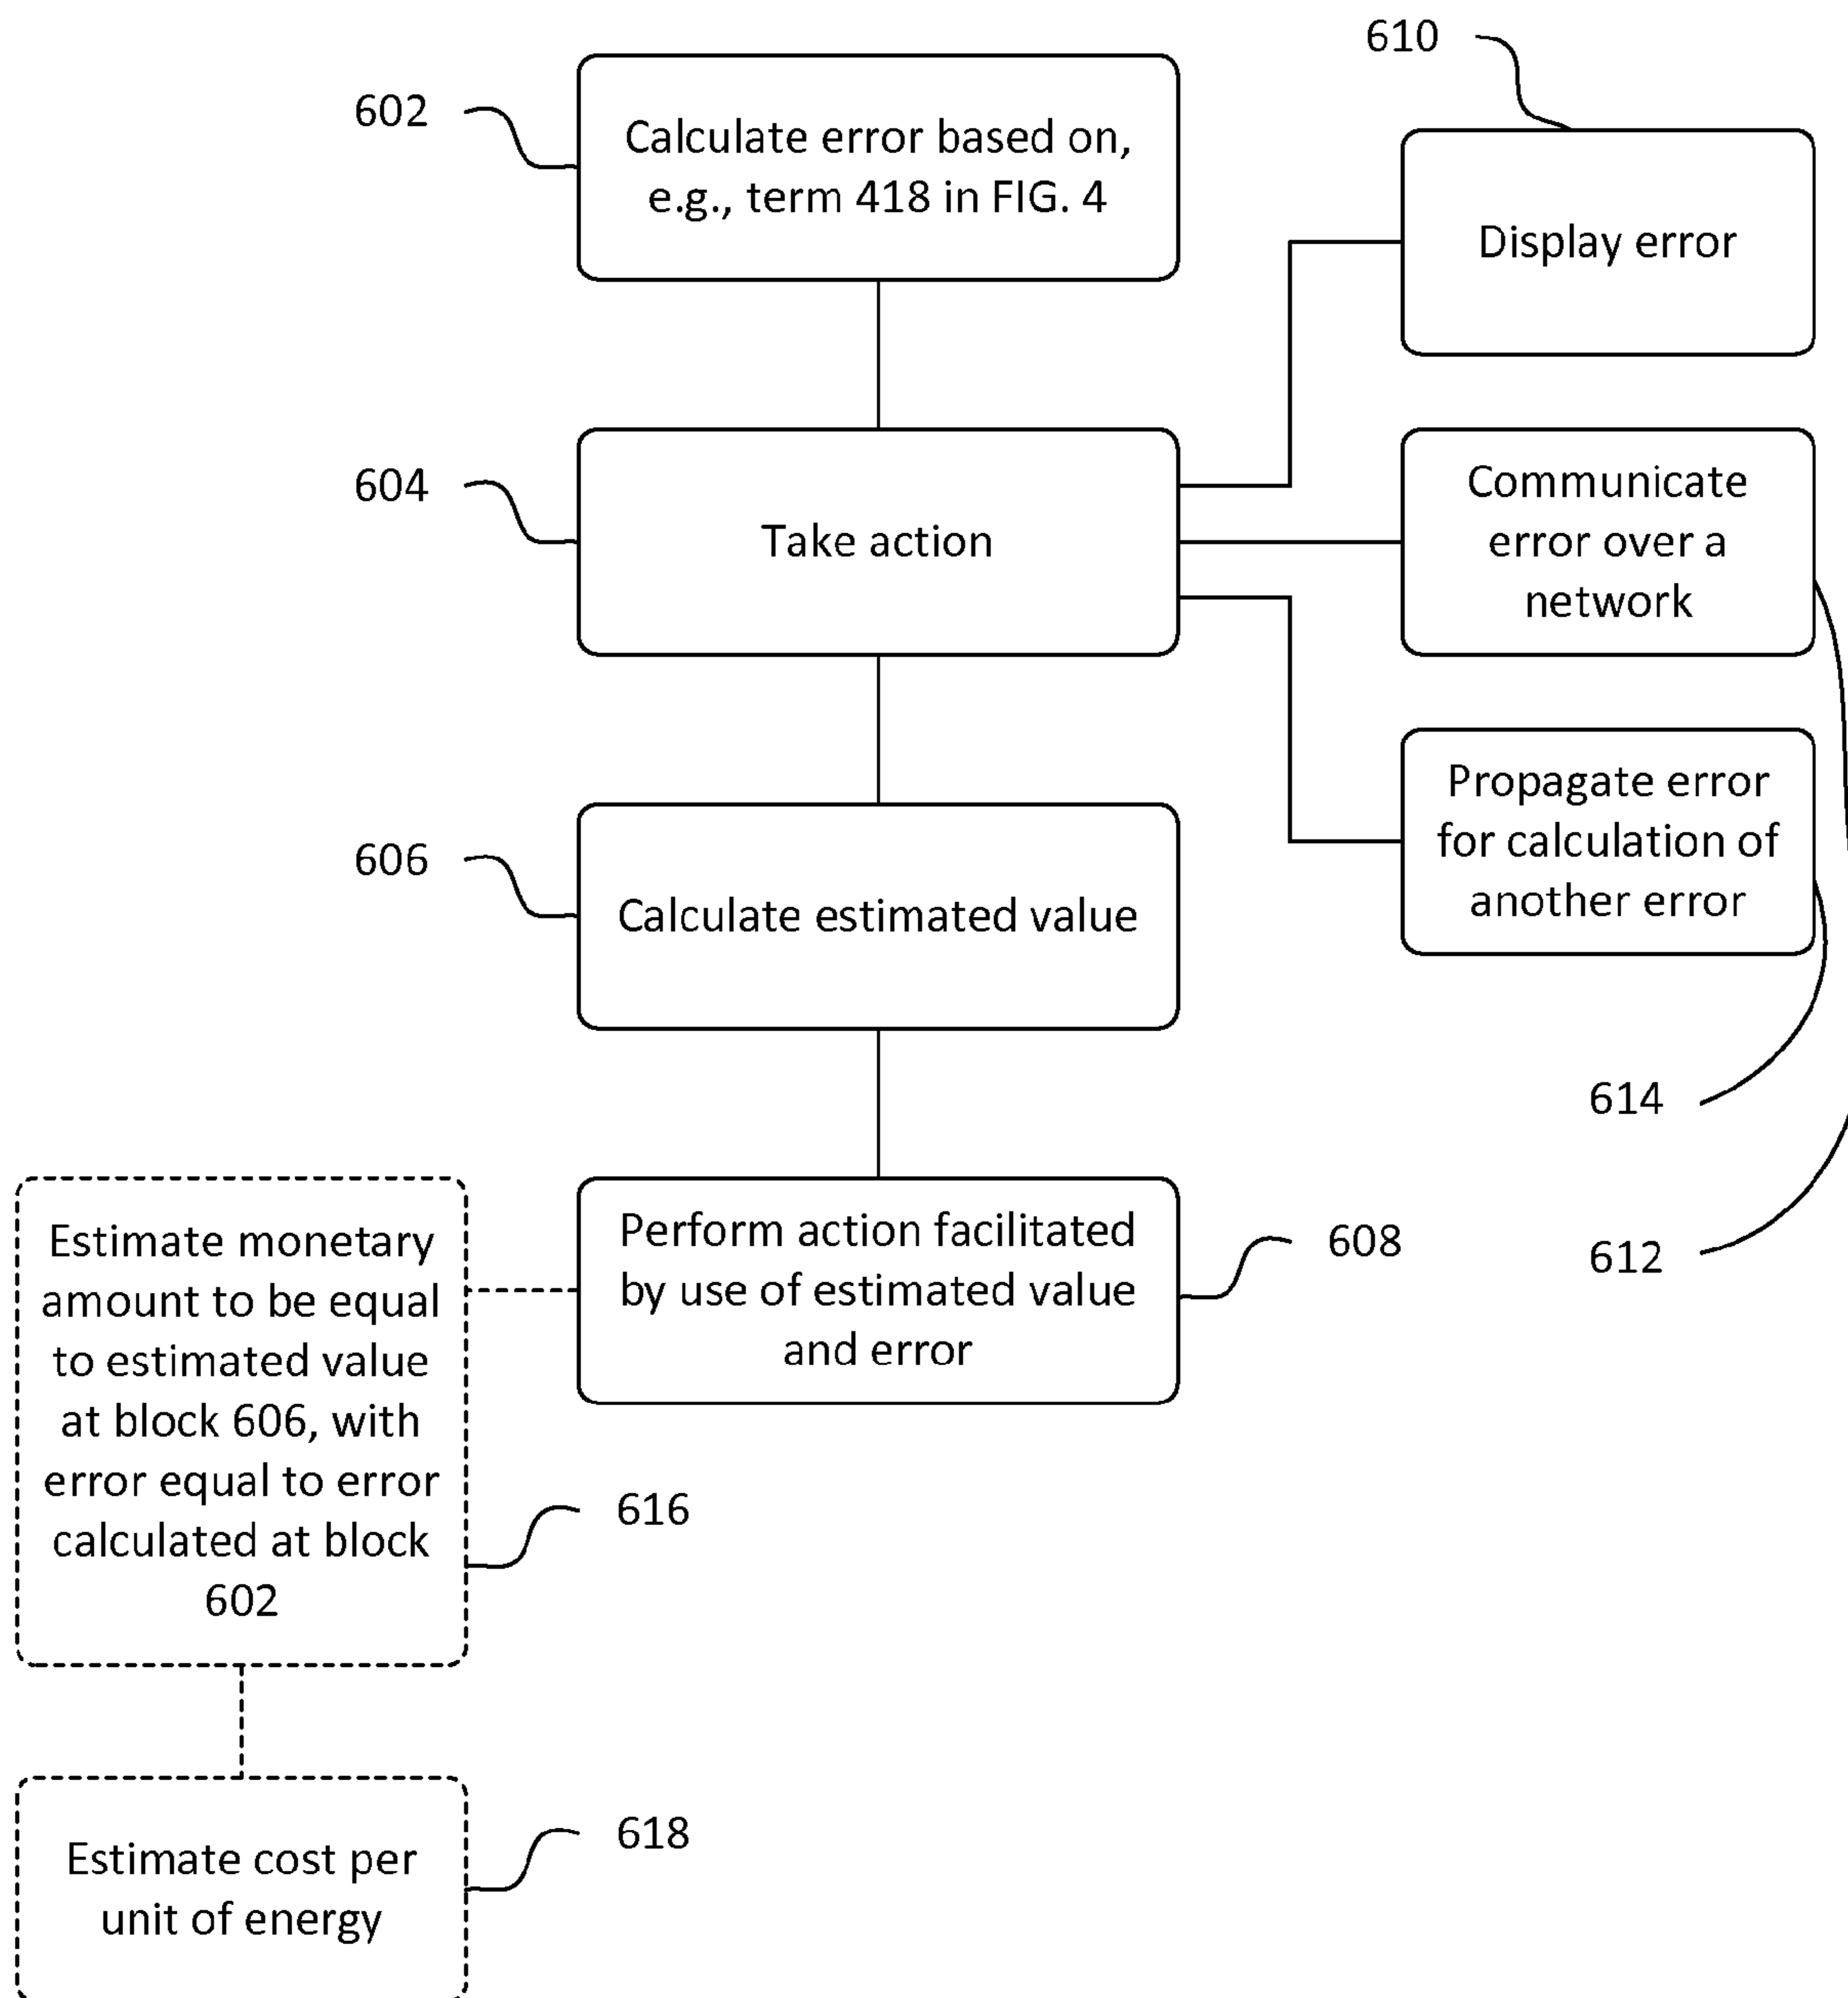 610
602
Calculate error based on,
e.g., term 418 in FIG. 4
Display error
604
Take action
Communicate
error over a
network
606
Calculate estimated value
Propagate error
for calculation of
another error
614
612
Estimate monetary
amount to be equal
to estimated value
at block 606, with
error equal to error
calculated at block
602
Perform action facilitated
by use of estimated value
and error
608
616
Estimate cost per
unit of energy
618